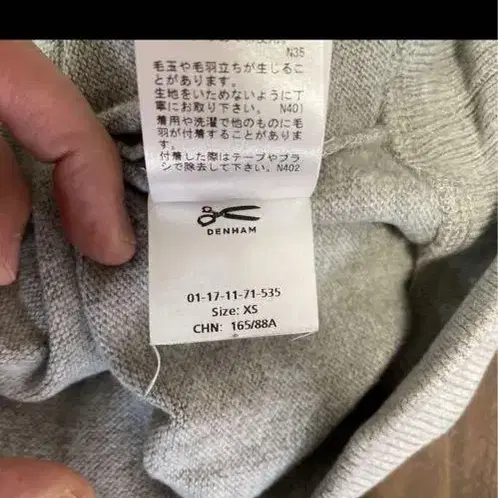 N35
毛玉や毛羽立ちが生じるこ
とがあります。
生地をいためないように丁
寧にお取り下さい。 N401
着用や洗濯で他のものに毛
羽が付着することがありま
す。
付着した際はテープやブラ
シで除去して下さい。N402
DENHAM
01-17-11-71-535
Size: XS
CHN: 165/88A